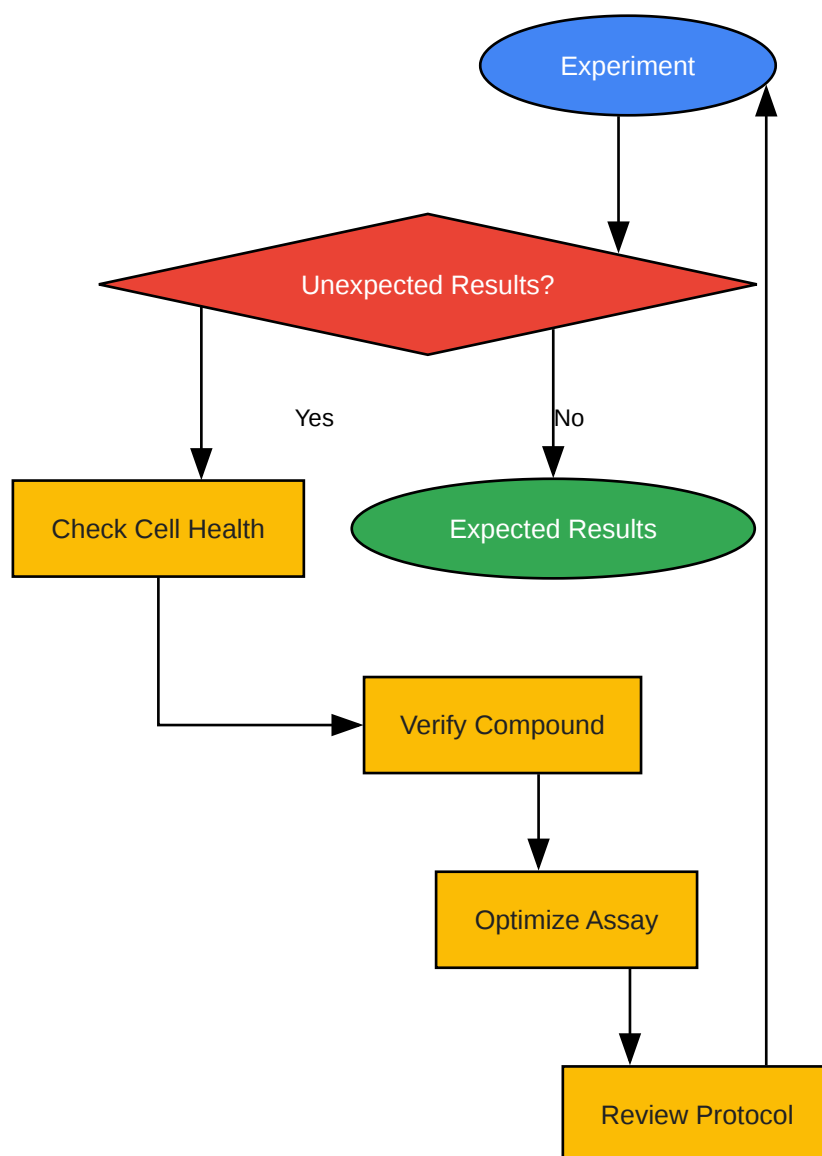 Experiment
Unexpected Results?
Yes
No
Check Cell Health
Expected Results
Verify Compound
Optimize Assay
Review Protocol